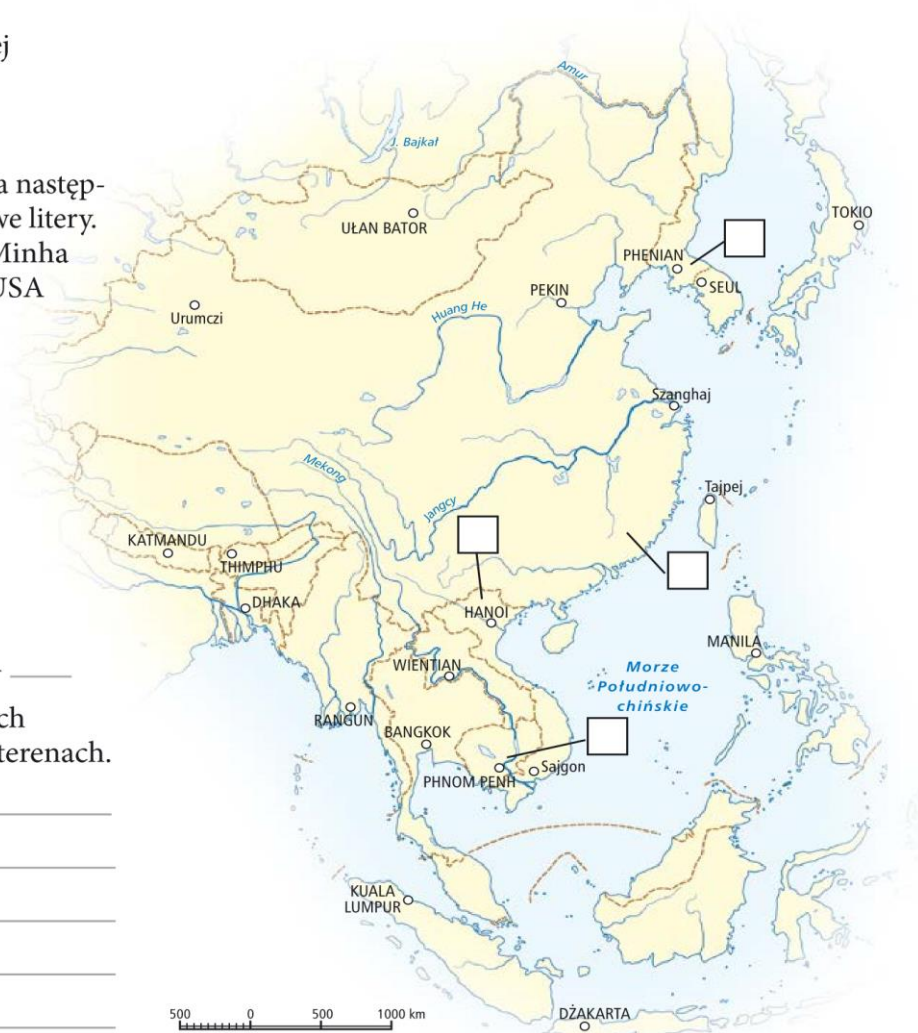 ej
a następ-
we litery.
Minha
USA
ch
terenach.
Amur
J. Bajkał
UŁAN BATOR
TOKIO
PHENIAN
SEUL
PEKIN
Urumczi
Huang He
Szanghaj
Mekong
Jangcy
Tajpej
KATMANDU
THIMPHU
DHAKA
HANOI
MANILA
WIENTIAN
Morze
Południowo-
chińskie
RANGUN
BANGKOK
Sajgon
PHNOM PENH
KUALA
LUMPUR
500 0 500 1000 km
DŻAKARTA